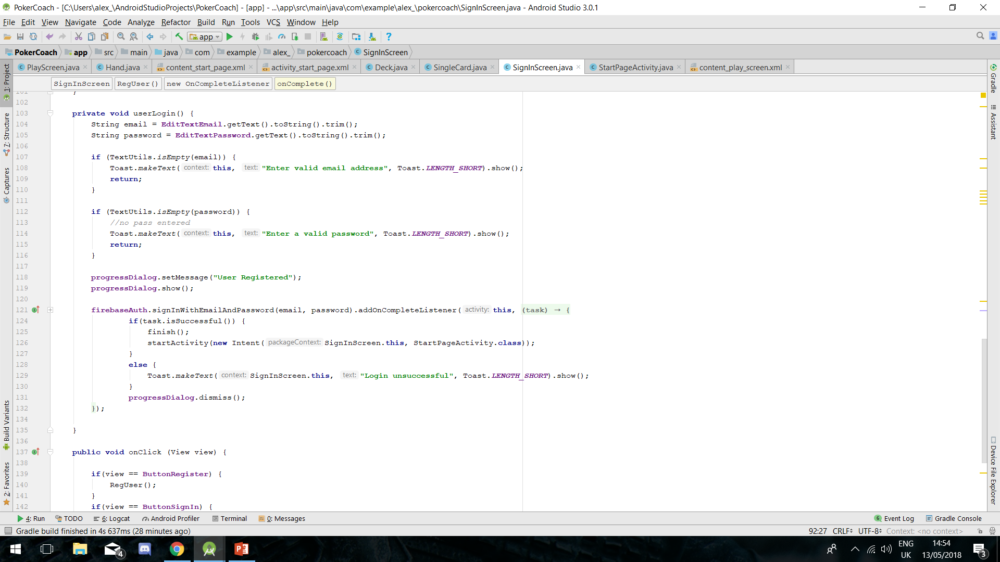 PokerCoach - [C:\Users\alex_\AndroidStudioProjects\PokerCoach] - [app] - ...\app\src\main\java\com\example\alex_\pokercoach\SignInScreen.java - Android Studio 3.0.1
File Edit View Navigate Code Analyze Refactor Build Run Tools VCS Window Help
app
PokerCoach app src main java com example alex_ pokercoach SignInScreen
PlayScreen.java Hand.java content_start_page.xml activity_start_page.xml Deck.java SingleCard.java SignInScreen.java StartPageActivity.java content_play_screen.xml
SignInScreen RegUser() new OnCompleteListener onComplete()
1: Project
7: Structure
Captures
Build Variants
2: Favorites
101 }
102
103 private void userLogin() {
104 String email = EditTextEmail.getText().toString().trim();
105 String password = EditTextPassword.getText().toString().trim();
106
107 if (TextUtils.isEmpty(email)) {
108 Toast.makeText( context: this, text: "Enter valid email address", Toast.LENGTH_SHORT).show();
109 return;
110 }
111
112 if (TextUtils.isEmpty(password)) {
113 //no pass entered
114 Toast.makeText( context: this, text: "Enter a valid password", Toast.LENGTH_SHORT).show();
115 return;
116 }
117
118 progressDialog.setMessage("User Registered");
119 progressDialog.show();
120
121 firebaseAuth.signInWithEmailAndPassword(email, password).addOnCompleteListener( activity: this, (task) → {
124 if(task.isSuccessful()) {
125 finish();
126 startActivity(new Intent( packageContext: SignInScreen.this, StartPageActivity.class));
127 }
128 else {
129 Toast.makeText( context: SignInScreen.this, text: "Login unsuccessful", Toast.LENGTH_SHORT).show();
130 }
131 progressDialog.dismiss();
132 });
134
135 }
136
137 public void onClick (View view) {
138
139 if(view == ButtonRegister) {
140 RegUser();
141 }
142 if(view == ButtonSignIn) {
Gradle
Assistant
Device File Explorer
4: Run TODO 6: Logcat Android Profiler Terminal 0: Messages 6 Event Log Gradle Console
Gradle build finished in 4s 637ms (28 minutes ago) 92:27 CRLF UTF-8 Context: <no context>
4
ENG
UK
14:54
13/05/2018
3